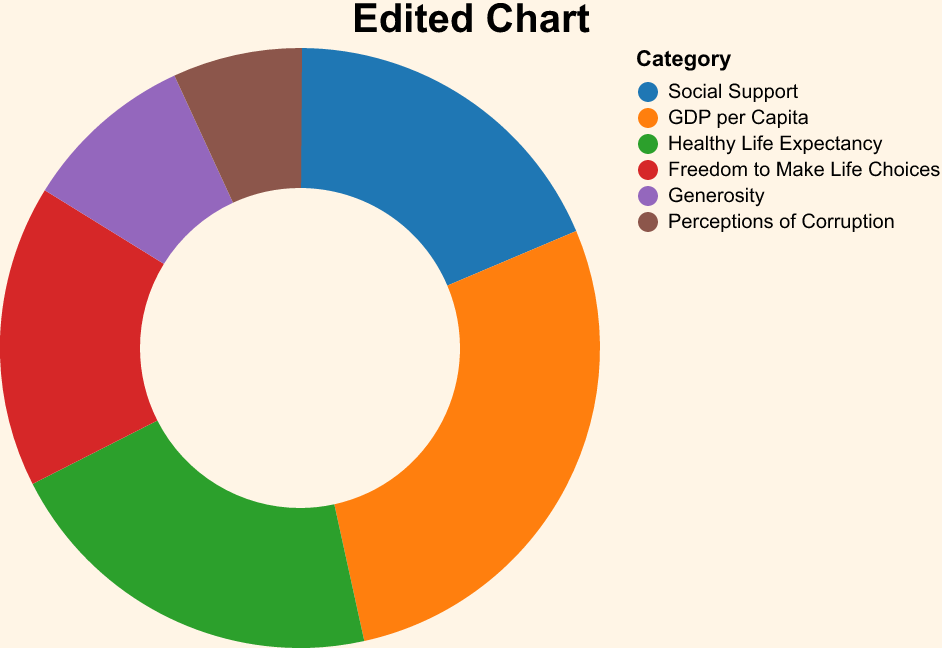 Edited Chart
Category
Social Support
GDP per Capita
Healthy Life Expectancy
Freedom to Make Life Choices
Generosity
Perceptions of Corruption